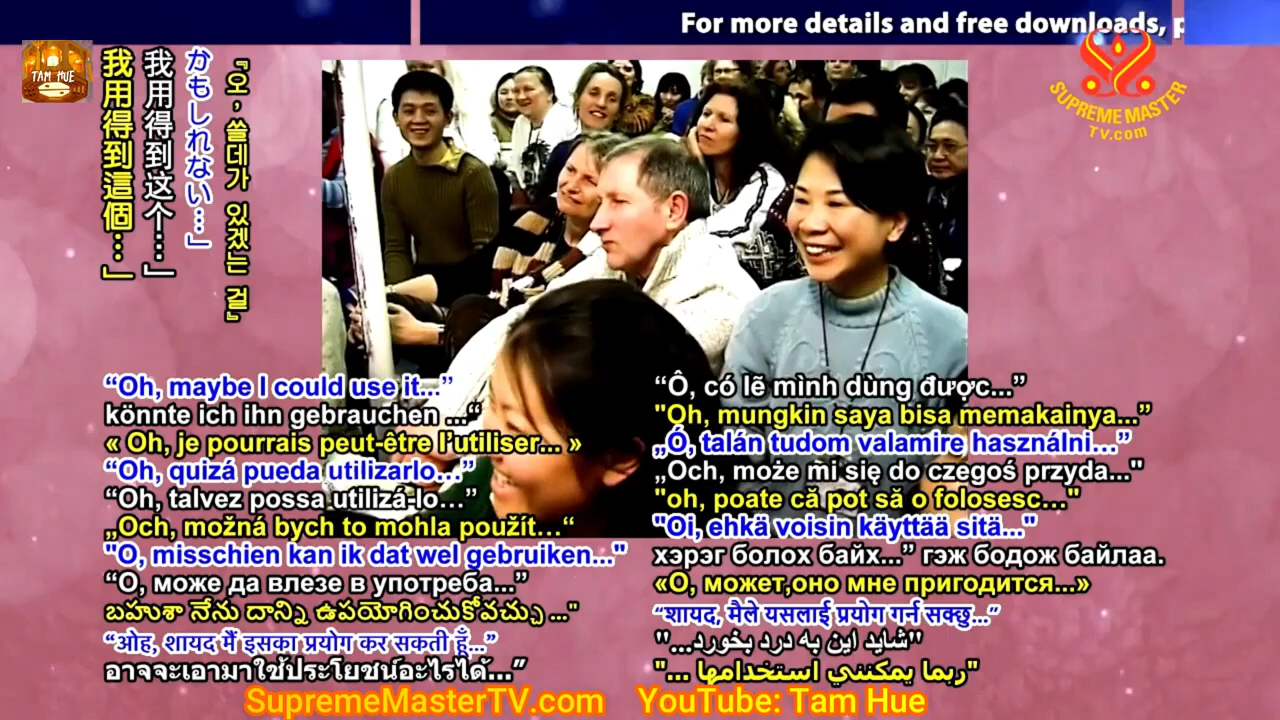 For more details and free downloads, p
TAM HUE
SUPREME MASTER
TV.com
我用得到這個…」
我用得到这个…」
かもしれない…」
『오, 쓸데가 있겠는 걸』
“Oh, maybe I could use it...”
könnte ich ihn gebrauchen ...“
« Oh, je pourrais peut-être l’utiliser... »
“Oh, quizá pueda utilizarlo…”
“Oh, talvez possa utilizá-lo…”
„Och, možná bych to mohla použít…“
"O, misschien kan ik dat wel gebruiken..."
“О, може да влезе в употреба...”
బహుశా నేను దాన్ని ఉపయోగించుకోవచ్చు ..."
“ओह, शायद मैं इसका प्रयोग कर सकती हूँ...”
อาจจะเอามาใช้ประโยชน์อะไรได้...”
“Ô, có lẽ mình dùng được...”
"Oh, mungkin saya bisa memakainya...”
„Ó, talán tudom valamire használni…”
„Och, może mi się do czegoś przyda..."
"oh, poate că pot să o folosesc…"
"Oi, ehkä voisin käyttää sitä..."
хэрэг болох байх...” гэж бодож байлаа.
«О, может,оно мне пригодится...»
“शायद, मैले यसलाई प्रयोग गर्न सक्छु...”
"شاید این به درد بخورد..."
"ربما يمكنني استخدامها ..."
SupremeMasterTV.com YouTube: Tam Hue